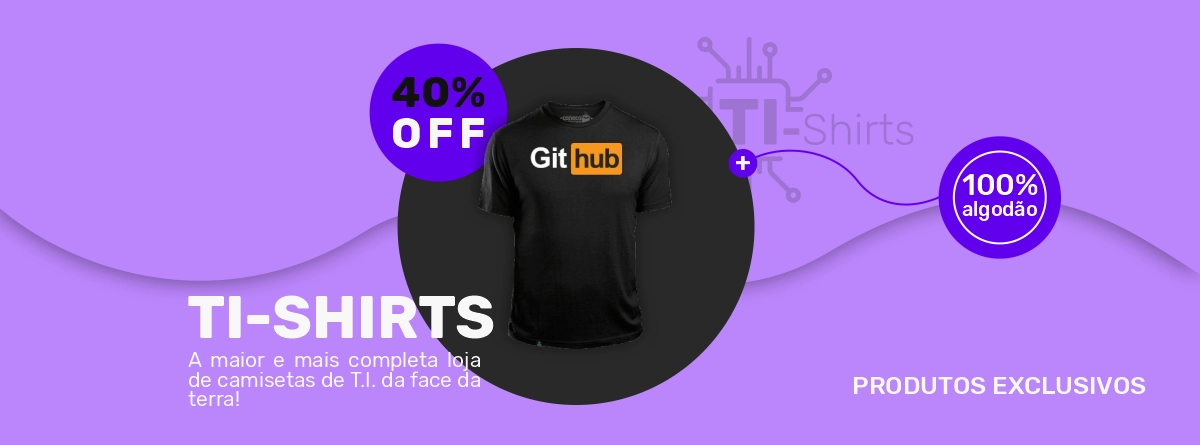 40%
OFF
Git hub
TI-Shirts
100%
algodão
TI-SHIRTS
A maior e mais completa loja
de camisetas de T.I. da face da
terra!
PRODUTOS EXCLUSIVOS